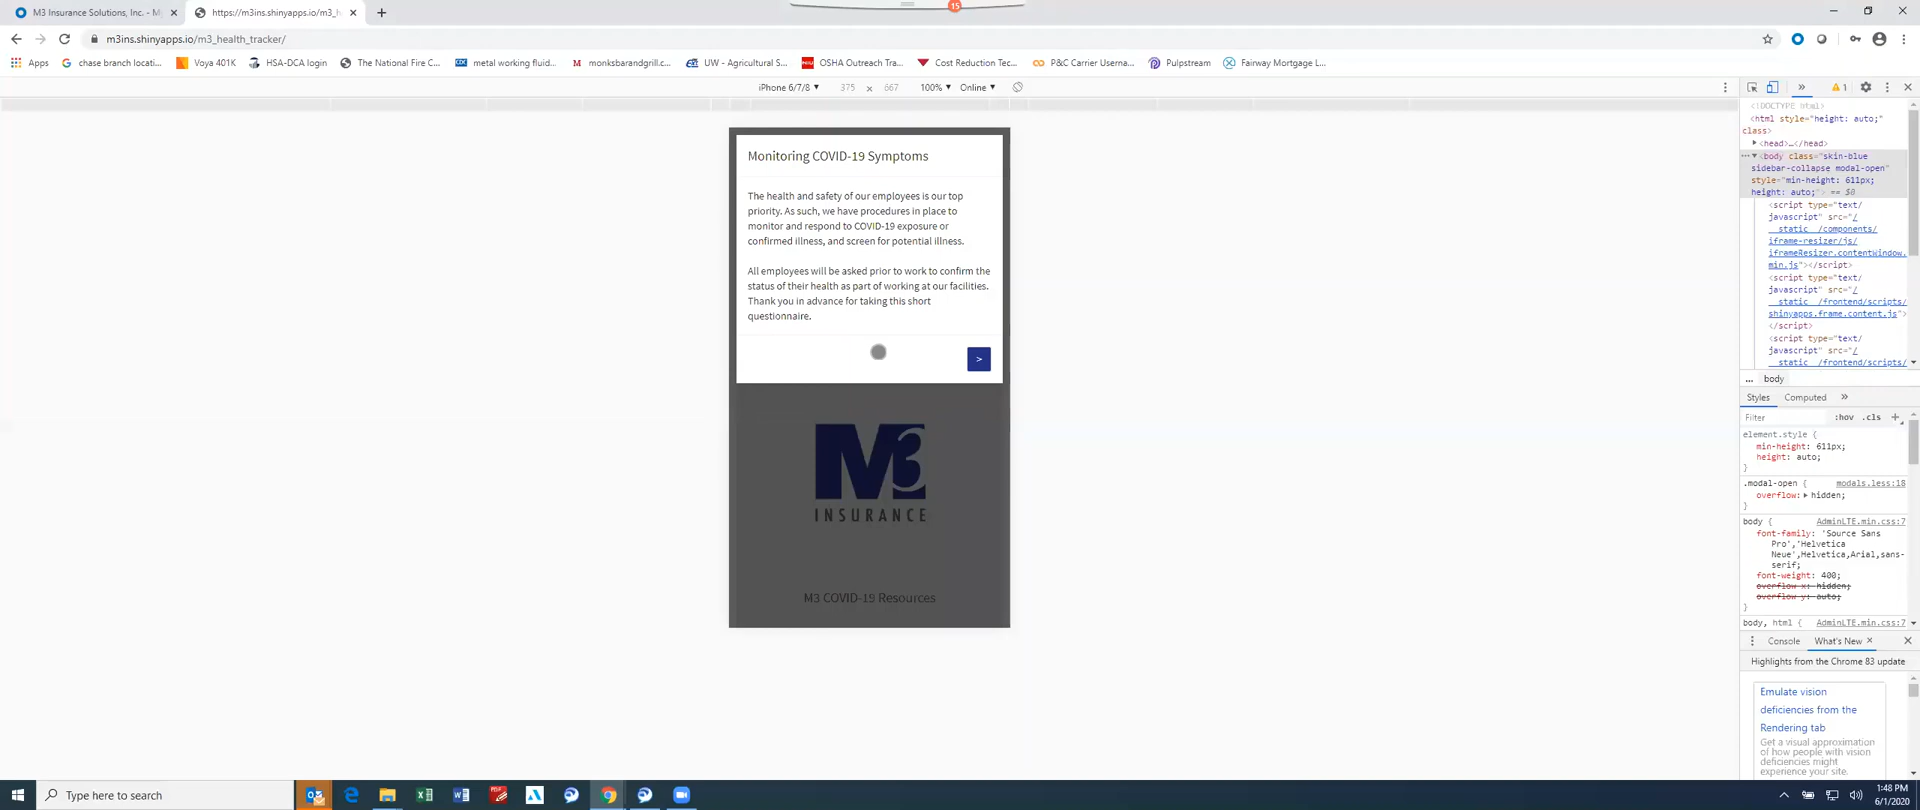 M3 Insurance Solutions, Inc. - M
https://m3ins.shinyapps.io/m3_h
15
m3ins.shinyapps.io/m3_health_tracker/
Apps
chase branch locati...
Voya 401K
HSA-DCA login
The National Fire C...
metal working fluid...
monksbarandgrill.c...
UW - Agricultural S...
OSHA Outreach Tra...
Cost Reduction Tec...
P&C Carrier Userna...
Pulpstream
Fairway Mortgage L...
iPhone 6/7/8 ▼ 375 x 667 100% ▼ Online ▼
» 1
Monitoring COVID-19 Symptoms
The health and safety of our employees is our top
priority. As such, we have procedures in place to
monitor and respond to COVID-19 exposure or
confirmed illness, and screen for potential illness.
All employees will be asked prior to work to confirm the
status of their health as part of working at our facilities.
Thank you in advance for taking this short
questionnaire.
>
M3
INSURANCE
M3 COVID-19 Resources
<!DOCTYPE html>
<html style="height: auto;"
class>
<head>…</head>
<body class="skin-blue
sidebar-collapse modal-open"
style="min-height: 611px;
height: auto;"> == $0
<script type="text/
javascript" src="/
__static__/components/
iframe-resizer/js/
iframeResizer.contentWindow.
min.js"></script>
<script type="text/
javascript" src="/
__static__/frontend/scripts/
shinyapps.frame.content.js">
</script>
<script type="text/
javascript" src="/
__static__/frontend/scripts/
... body
Styles Computed »
Filter :hov .cls +
element.style {
min-height: 611px;
height: auto;
}
.modal-open { modals.less:18
overflow: hidden;
}
body { AdminLTE.min.css:7
font-family: 'Source Sans
Pro','Helvetica
Neue',Helvetica,Arial,sans-
serif;
font-weight: 400;
overflow-x: hidden;
overflow-y: auto;
}
body, html { AdminLTE.min.css:7
Console What's New
Highlights from the Chrome 83 update
Emulate vision
deficiencies from the
Rendering tab
Get a visual approximation
of how people with vision
deficiencies might
experience your site.
Type here to search
1:48 PM
6/1/2020